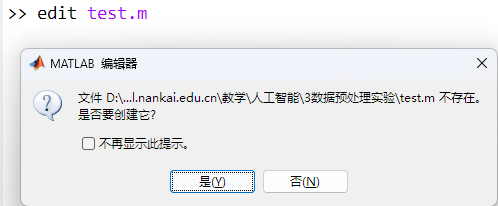 >> edit test.m
MATLAB 编辑器
文件 D:\...l.nankai.edu.cn\教学\人工智能\3数据预处理实验\test.m 不存在。
是否要创建它?
不再显示此提示。
是(Y)
否(N)